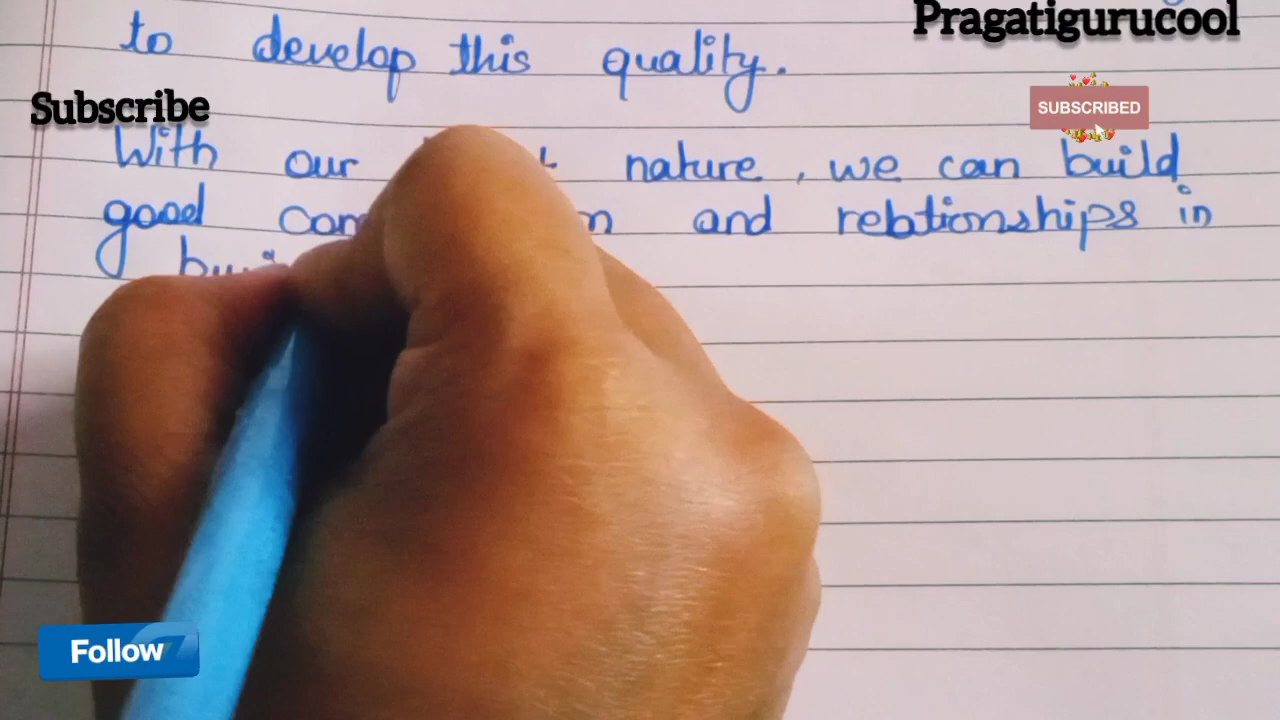 Pragatigurucool
to develop this quality.
Subscribe
SUBSCRIBED
With our nature, we can build
good and relationships in
Follow